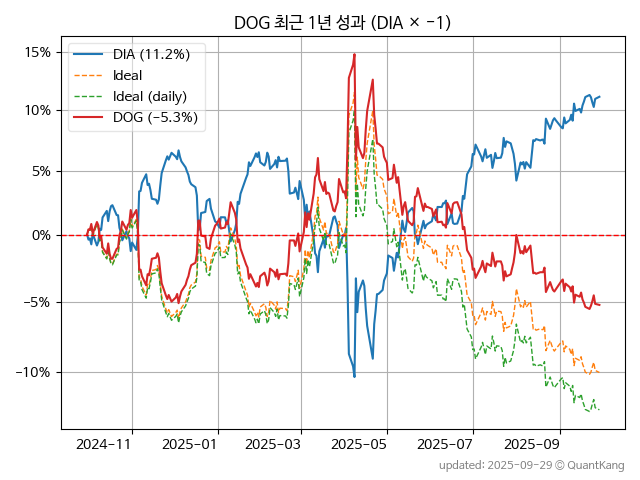 DOG 최근 1년 성과 (DIA × −1)
DIA (11.2%)
Ideal
Ideal (daily)
DOG (−5.3%)
15%
10%
5%
0%
−5%
−10%
2024-11
2025-01
2025-03
2025-05
2025-07
2025-09
updated: 2025-09-29 © QuantKang